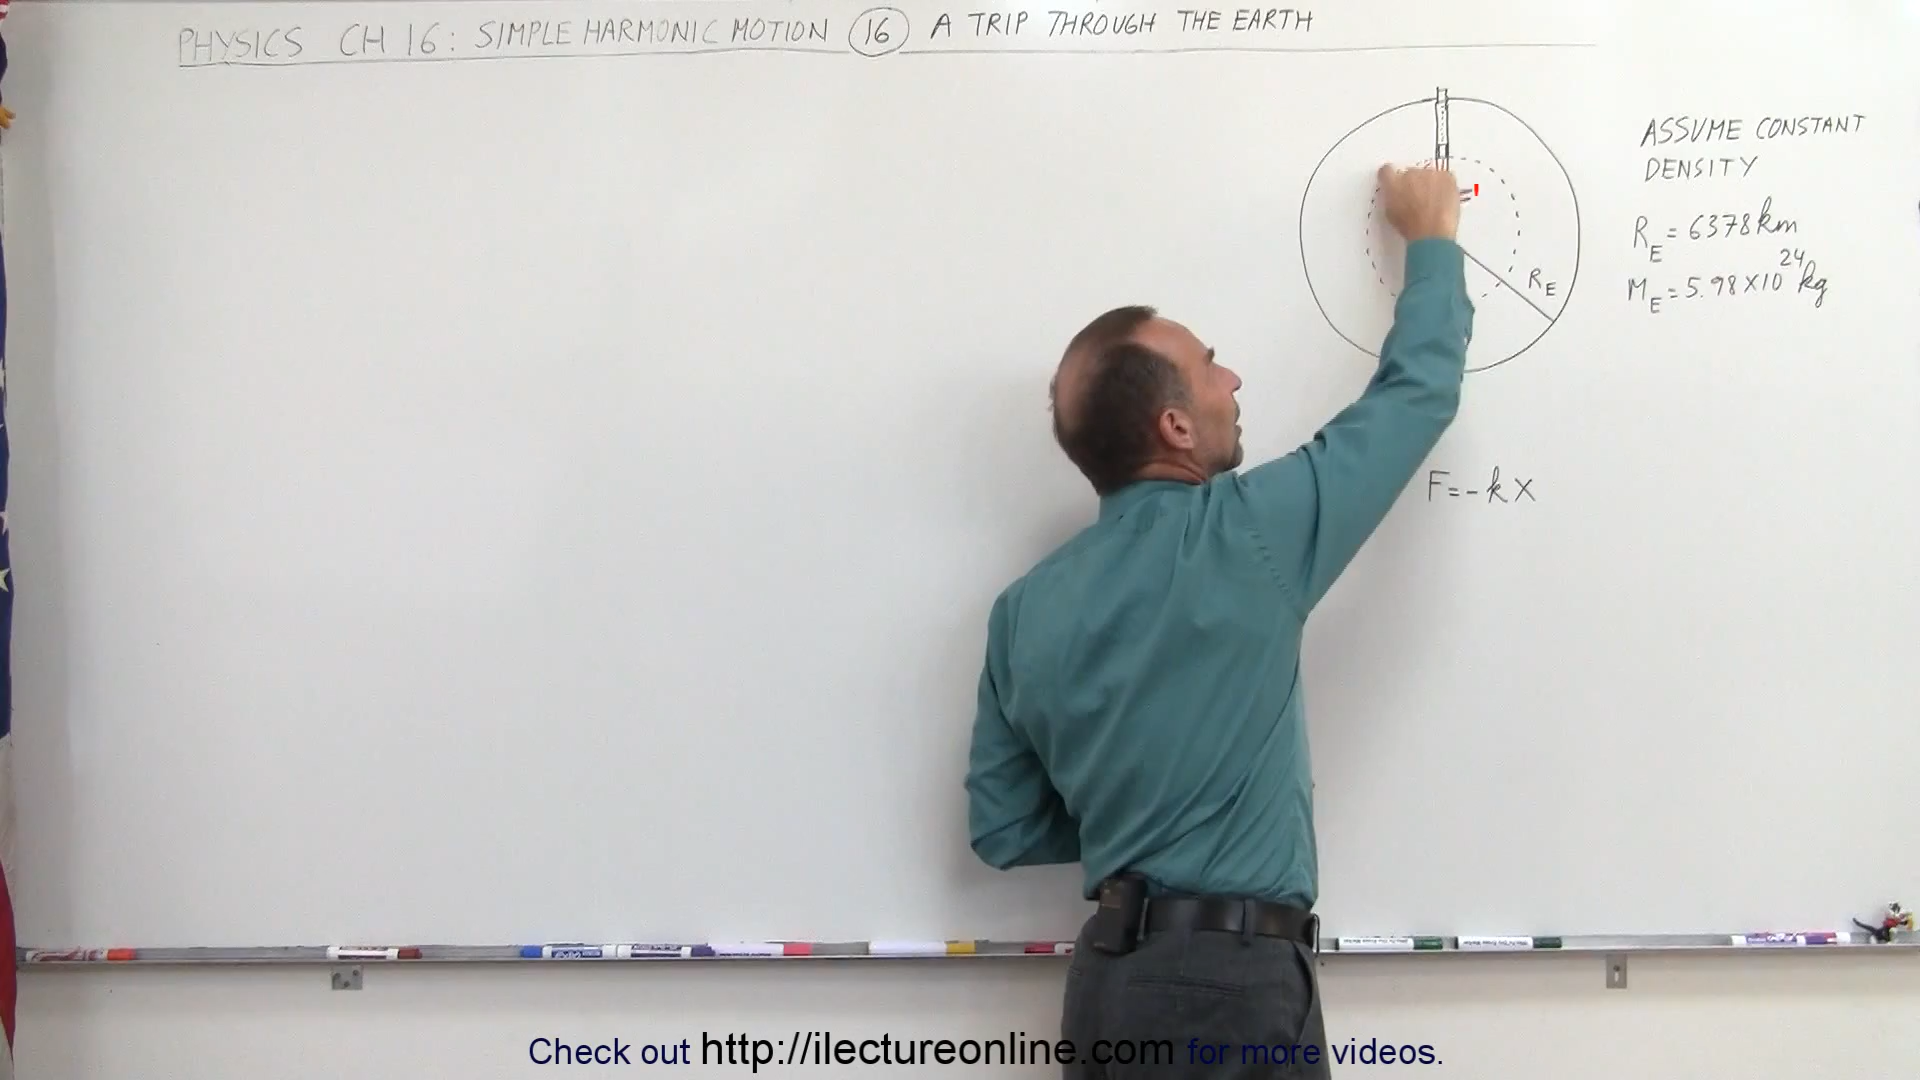 PHYSICS CH 16: SIMPLE HARMONIC MOTION 16 A TRIP THROUGH THE EARTH
ASSUME CONSTANT
DENSITY
R_E = 6378 km
M_E = 5.98 X 10^24 kg
R_E
F = -k X
Check out http://ilectureonline.com for more videos.